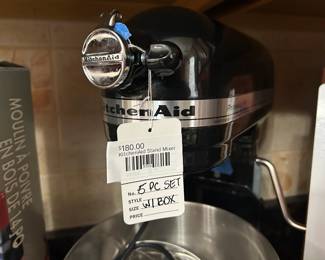 KitchenAid
KitchenAid
$180.00
KitchenAid Stand Mixer
No. 5 PC SET
STYLE
SIZE W/ BOX
PRICE
MOULIN À POIVRE
EN BOIS DE